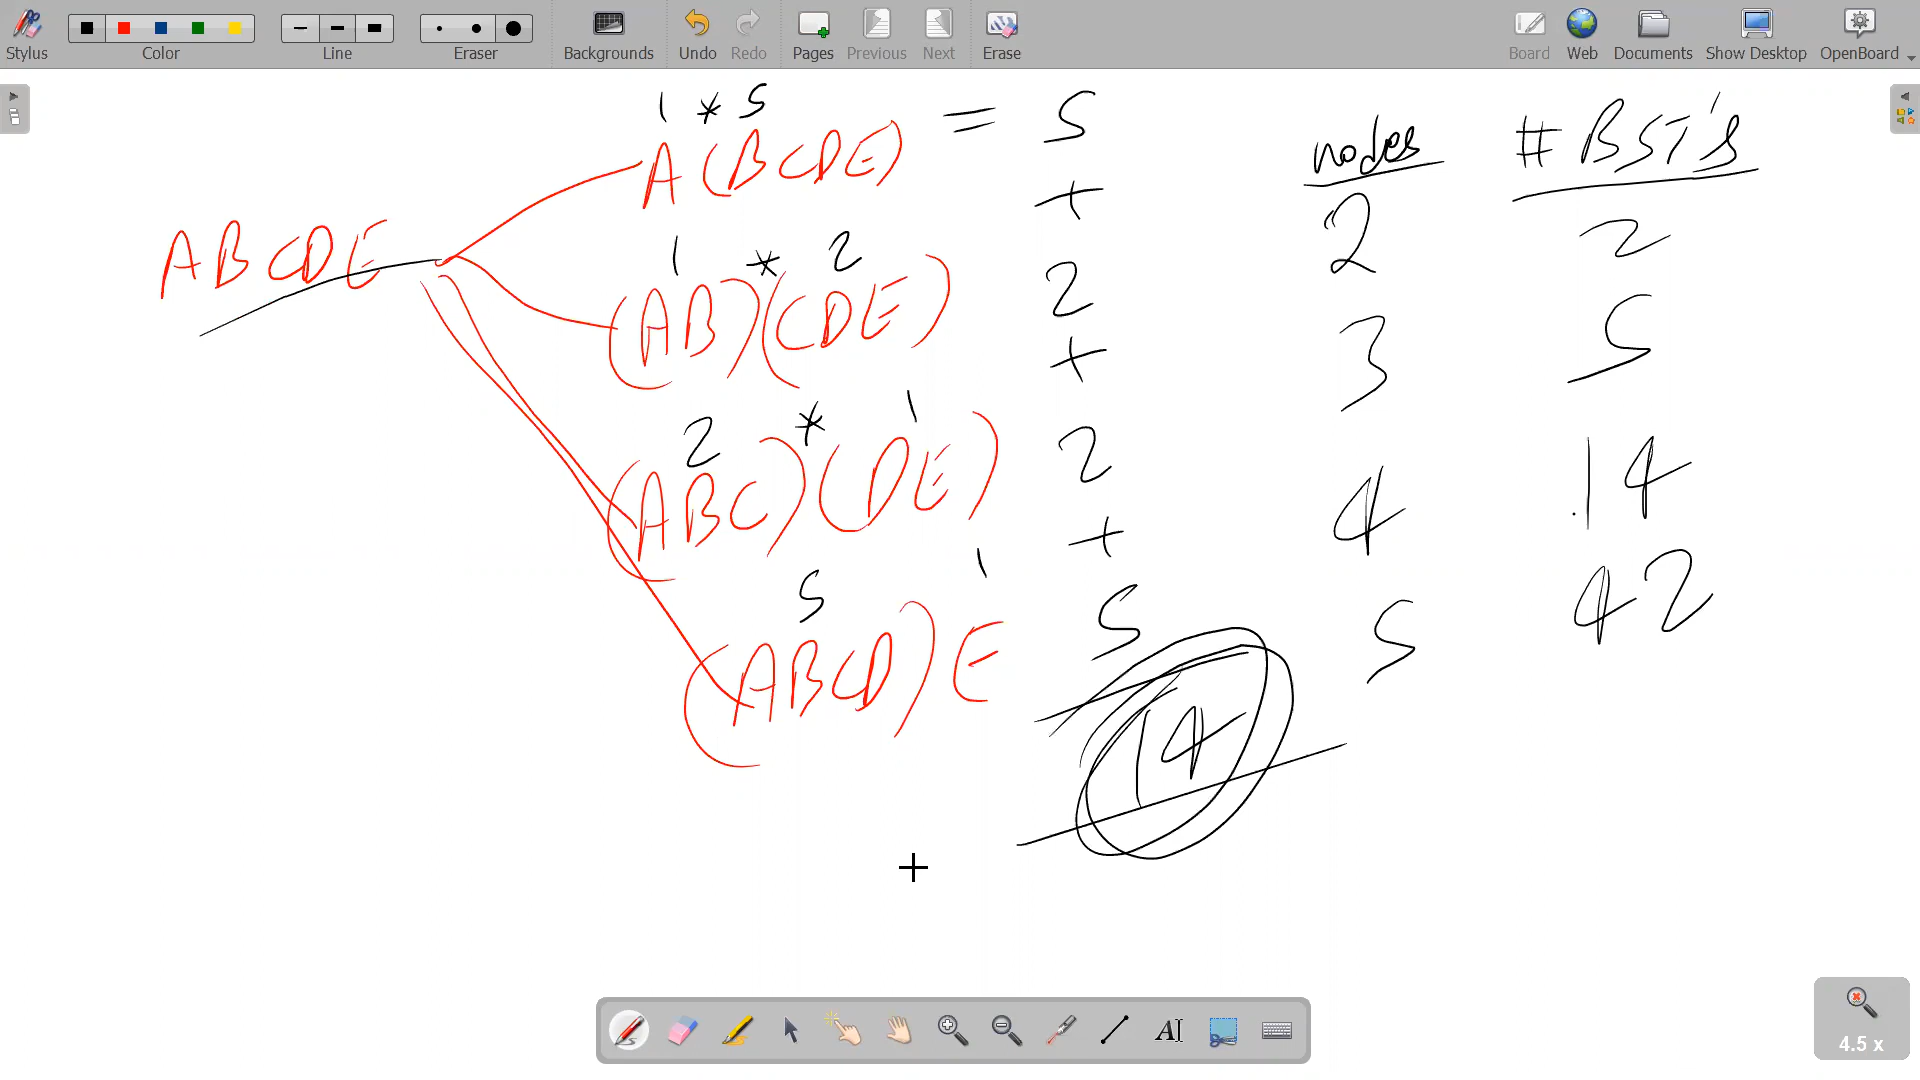 Stylus Color Line Eraser Backgrounds Undo Redo Pages Previous Next Erase Board Web Documents Show Desktop OpenBoard
1 * 5
A (BCDE) = 5
+
ABCDE
1 * 2
(AB)(CDE) 2
+
2 * 1
(ABC)(DE) 2
+
5 1
(ABCD) E 5
14
nodes # BST's
2 2
3 5
4 14
5 42
AI
4.5 x